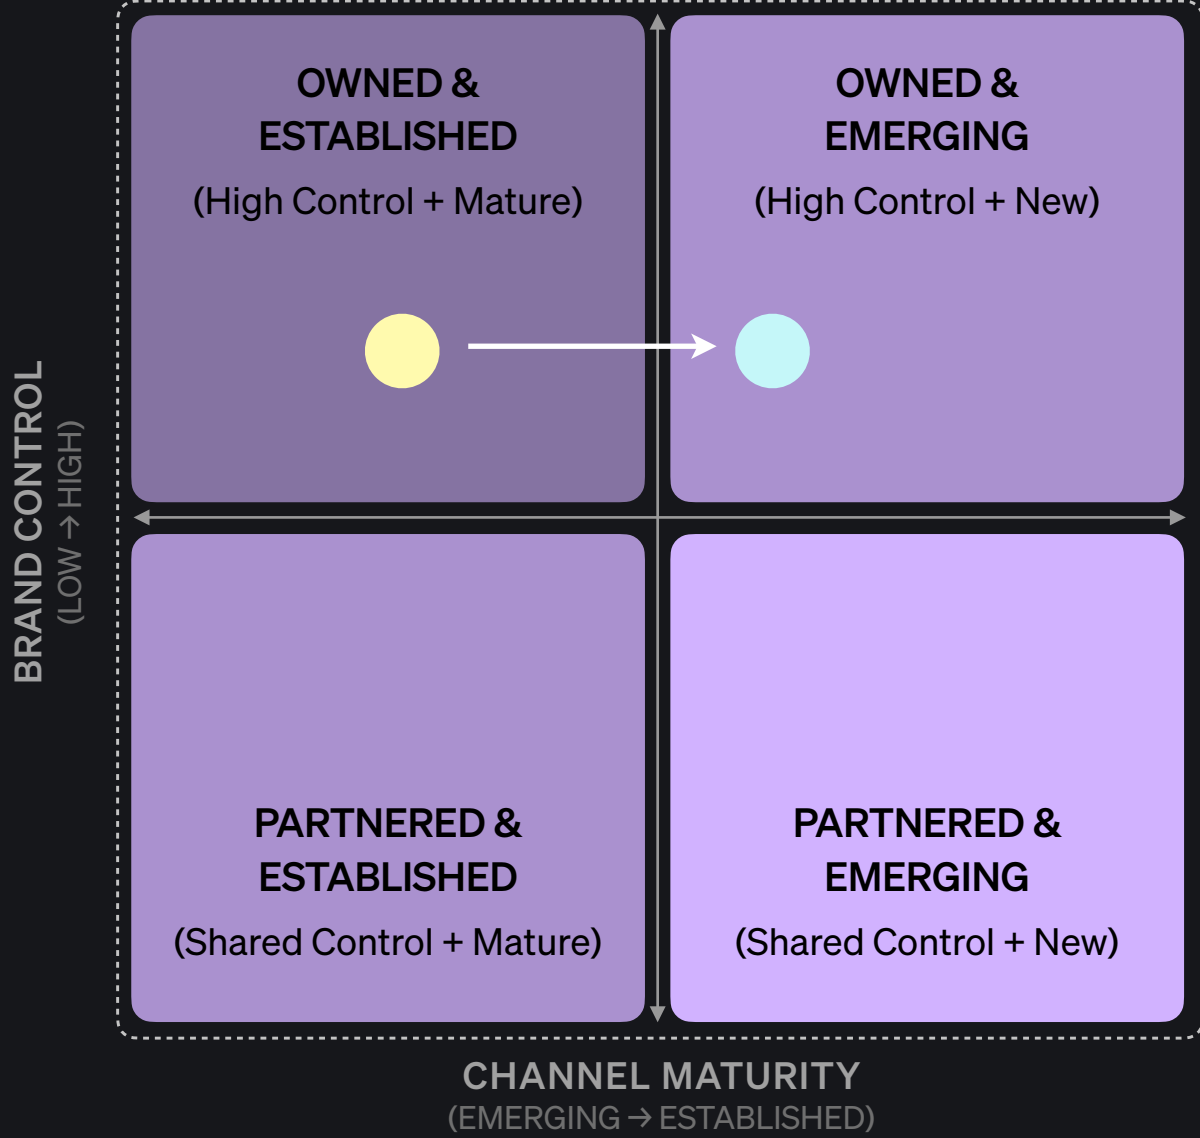 OWNED &
ESTABLISHED
(High Control + Mature)
OWNED &
EMERGING
(High Control + New)
BRAND CONTROL
(LOW → HIGH)
PARTNERED &
ESTABLISHED
(Shared Control + Mature)
PARTNERED &
EMERGING
(Shared Control + New)
CHANNEL MATURITY
(EMERGING → ESTABLISHED)